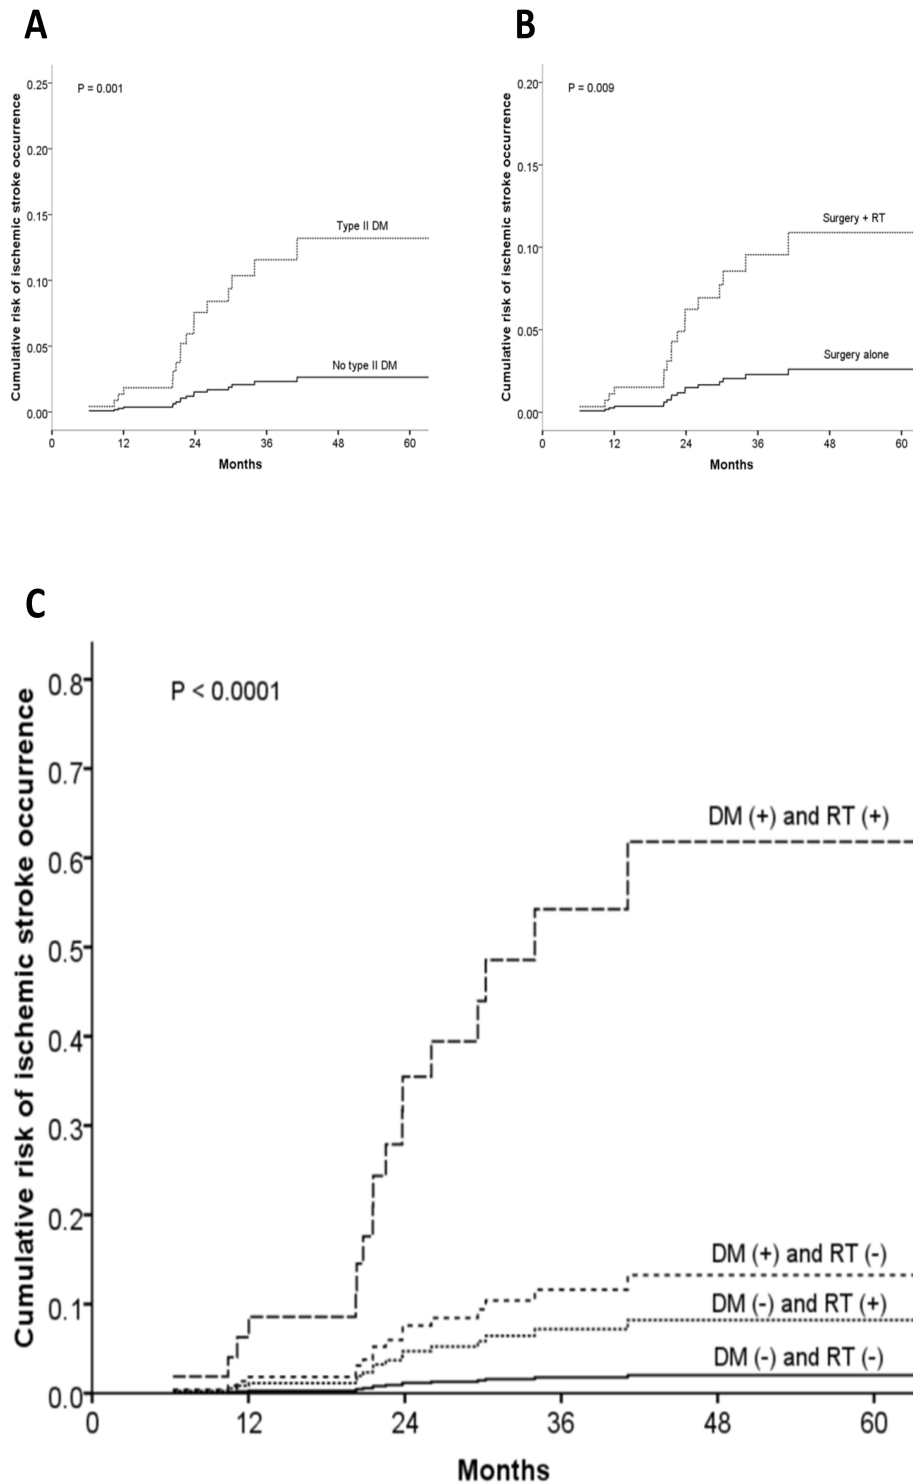 A
P = 0.001
Cumulative risk of ischemic stroke occurrence
0.25
0.20
0.15
0.10
0.05
0.00
Type II DM
No type II DM
0 12 24 36 48 60
Months
B
P = 0.009
Cumulative risk of ischemic stroke occurrence
0.20
0.15
0.10
0.05
0.00
Surgery + RT
Surgery alone
0 12 24 36 48 60
Months
C
P < 0.0001
Cumulative risk of ischemic stroke occurrence
0.8
0.7
0.6
0.5
0.4
0.3
0.2
0.1
0.0
DM (+) and RT (+)
DM (+) and RT (-)
DM (-) and RT (+)
DM (-) and RT (-)
0 12 24 36 48 60
Months